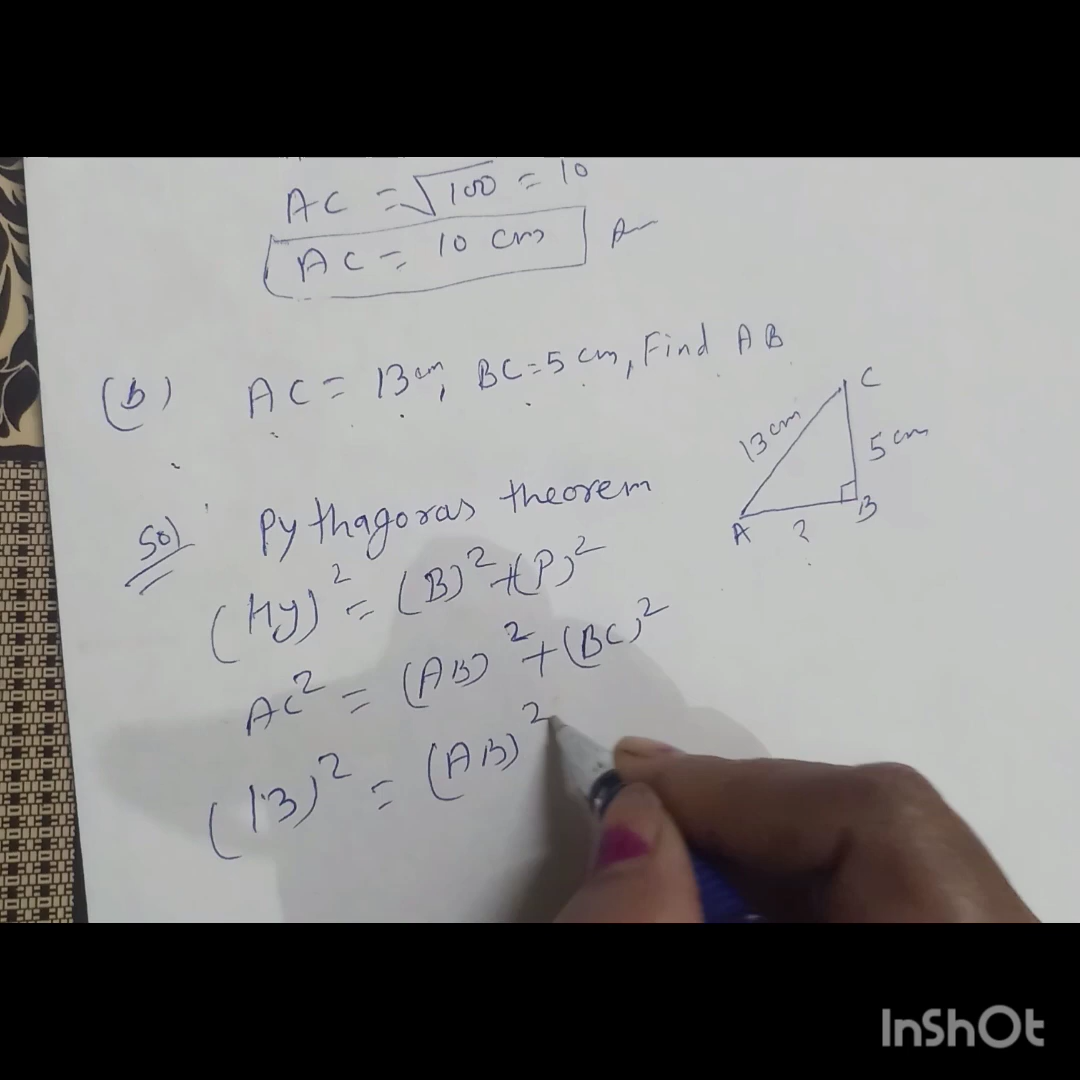 AC = √100 = 10
AC = 10 cm
(b) AC = 13 cm, BC = 5 cm, Find AB
C
13 cm
5 cm
A
?
B
Sol Pythagoras theorem
(Hy)² = (B)² + (P)²
AC² = (AB)² + (BC)²
(13)² = (AB)²
InShOt